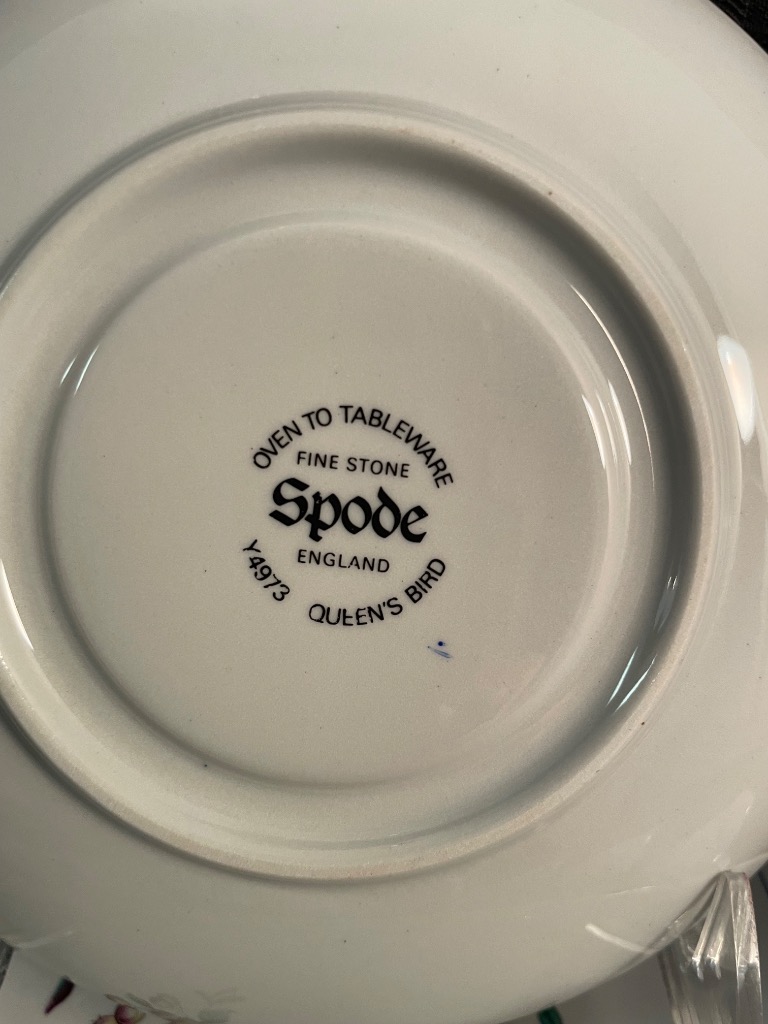 OVEN TO TABLEWARE
FINE STONE
Spode
ENGLAND
Y4973 QUEEN'S BIRD